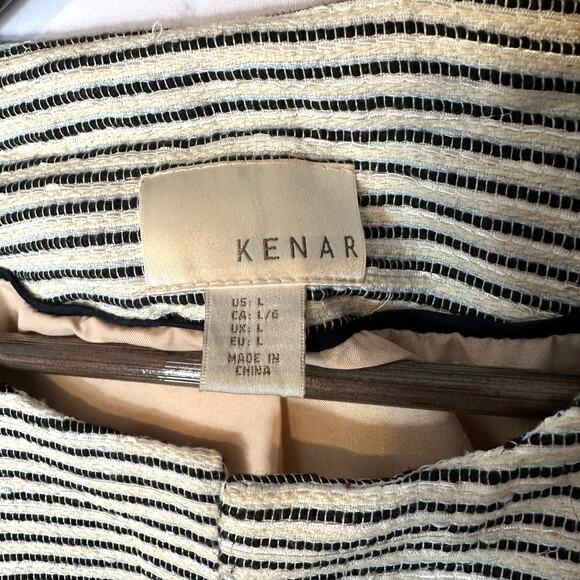 KENAR
US: L
CA: L/G
UK: L
EU: L
MADE IN
CHINA